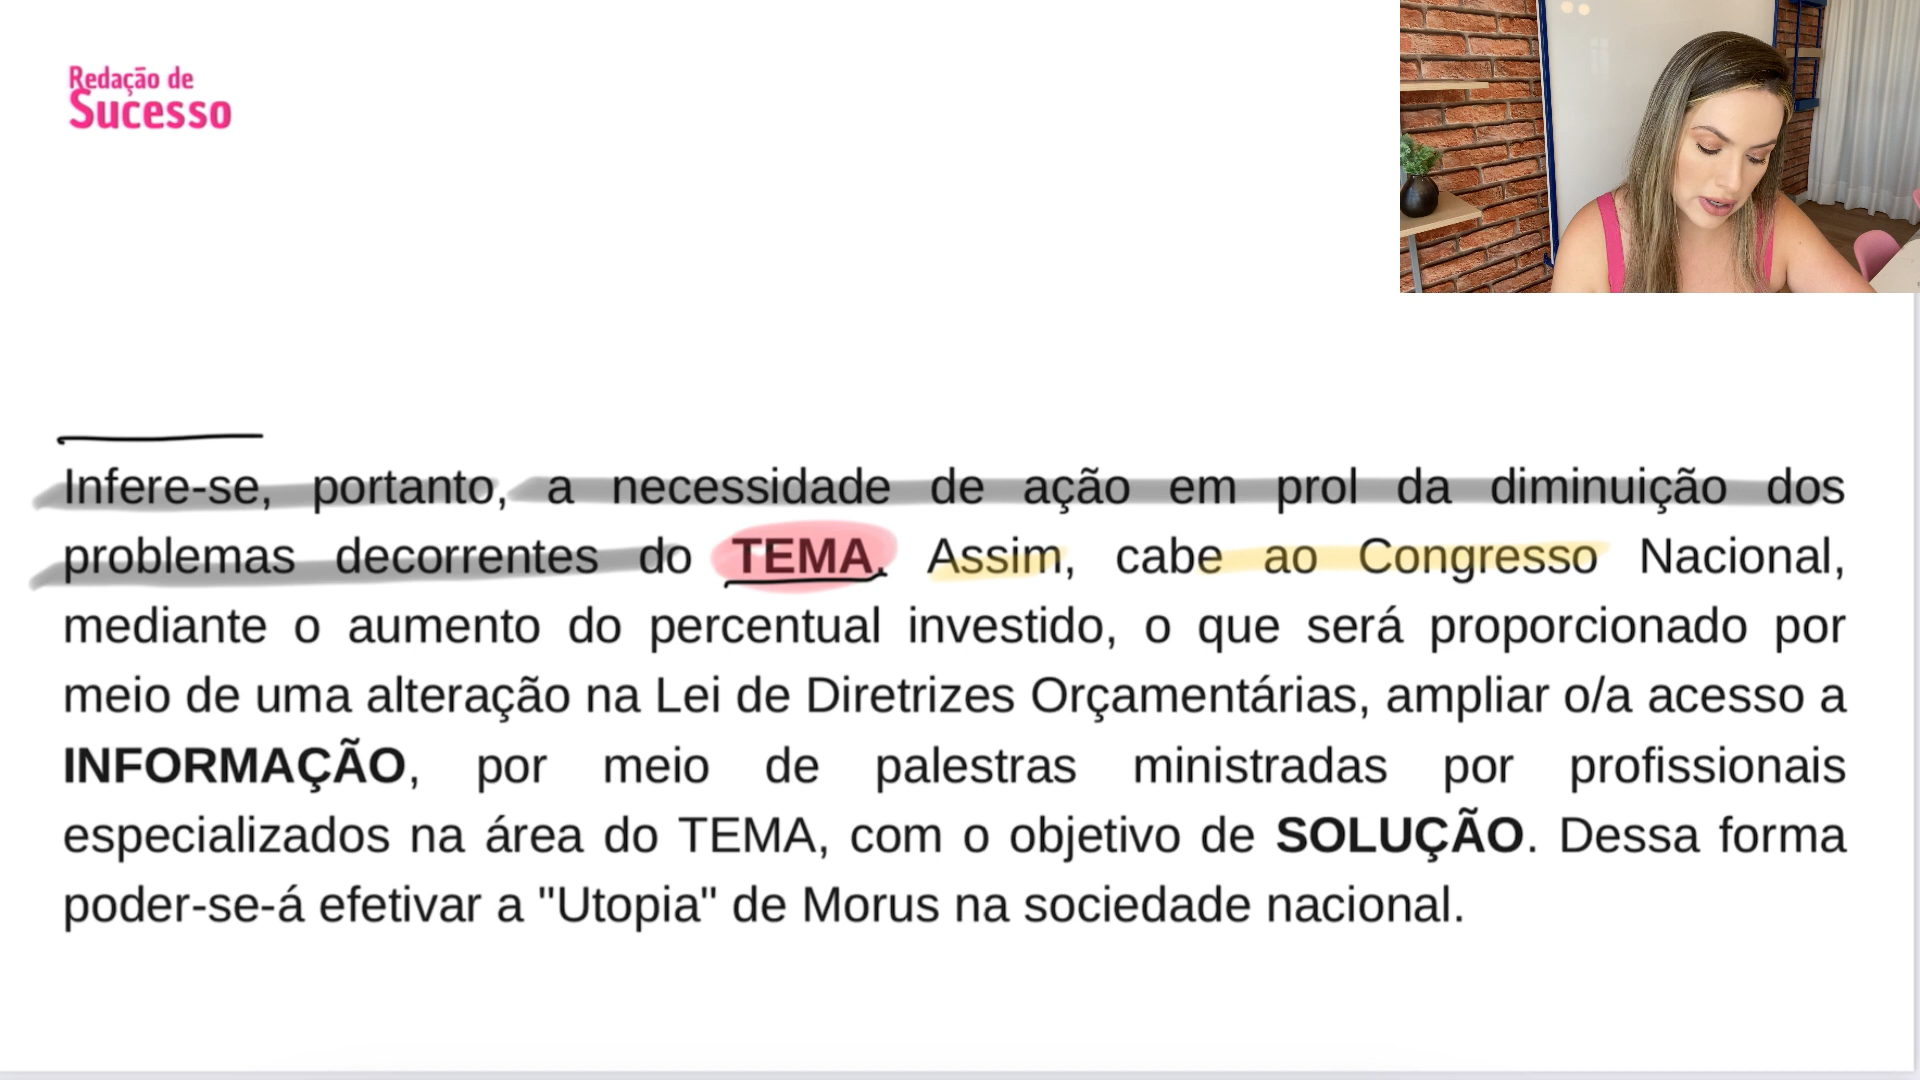 Redação de
Sucesso
Infere-se, portanto, a necessidade de ação em prol da diminuição dos
problemas decorrentes do TEMA. Assim, cabe ao Congresso Nacional,
mediante o aumento do percentual investido, o que será proporcionado por
meio de uma alteração na Lei de Diretrizes Orçamentárias, ampliar o/a acesso a
INFORMAÇÃO, por meio de palestras ministradas por profissionais
especializados na área do TEMA, com o objetivo de SOLUÇÃO. Dessa forma
poder-se-á efetivar a "Utopia" de Morus na sociedade nacional.